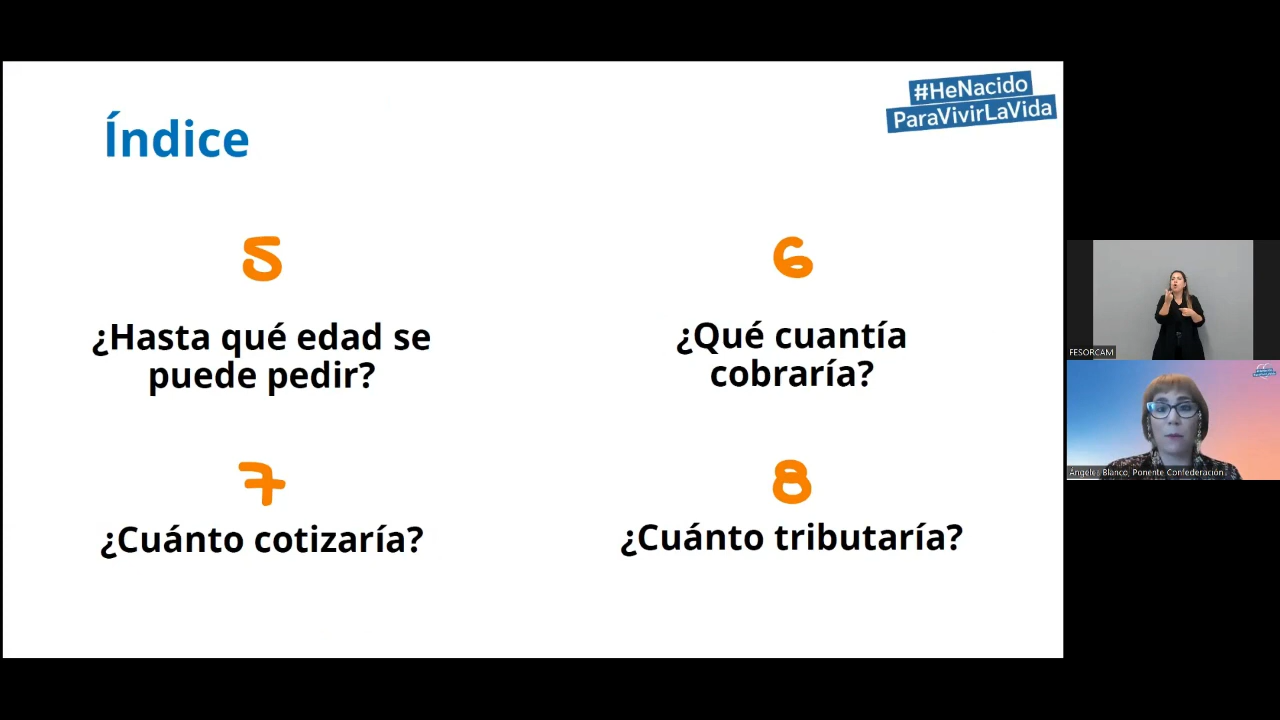 #HeNacido
ParaVivirLaVida
Índice
5
6
¿Hasta qué edad se
puede pedir?
¿Qué cuantía
cobraría?
7
8
¿Cuánto cotizaría?
¿Cuánto tributaría?
FESORCAM
Ángeles Blanco, Ponente Confederación